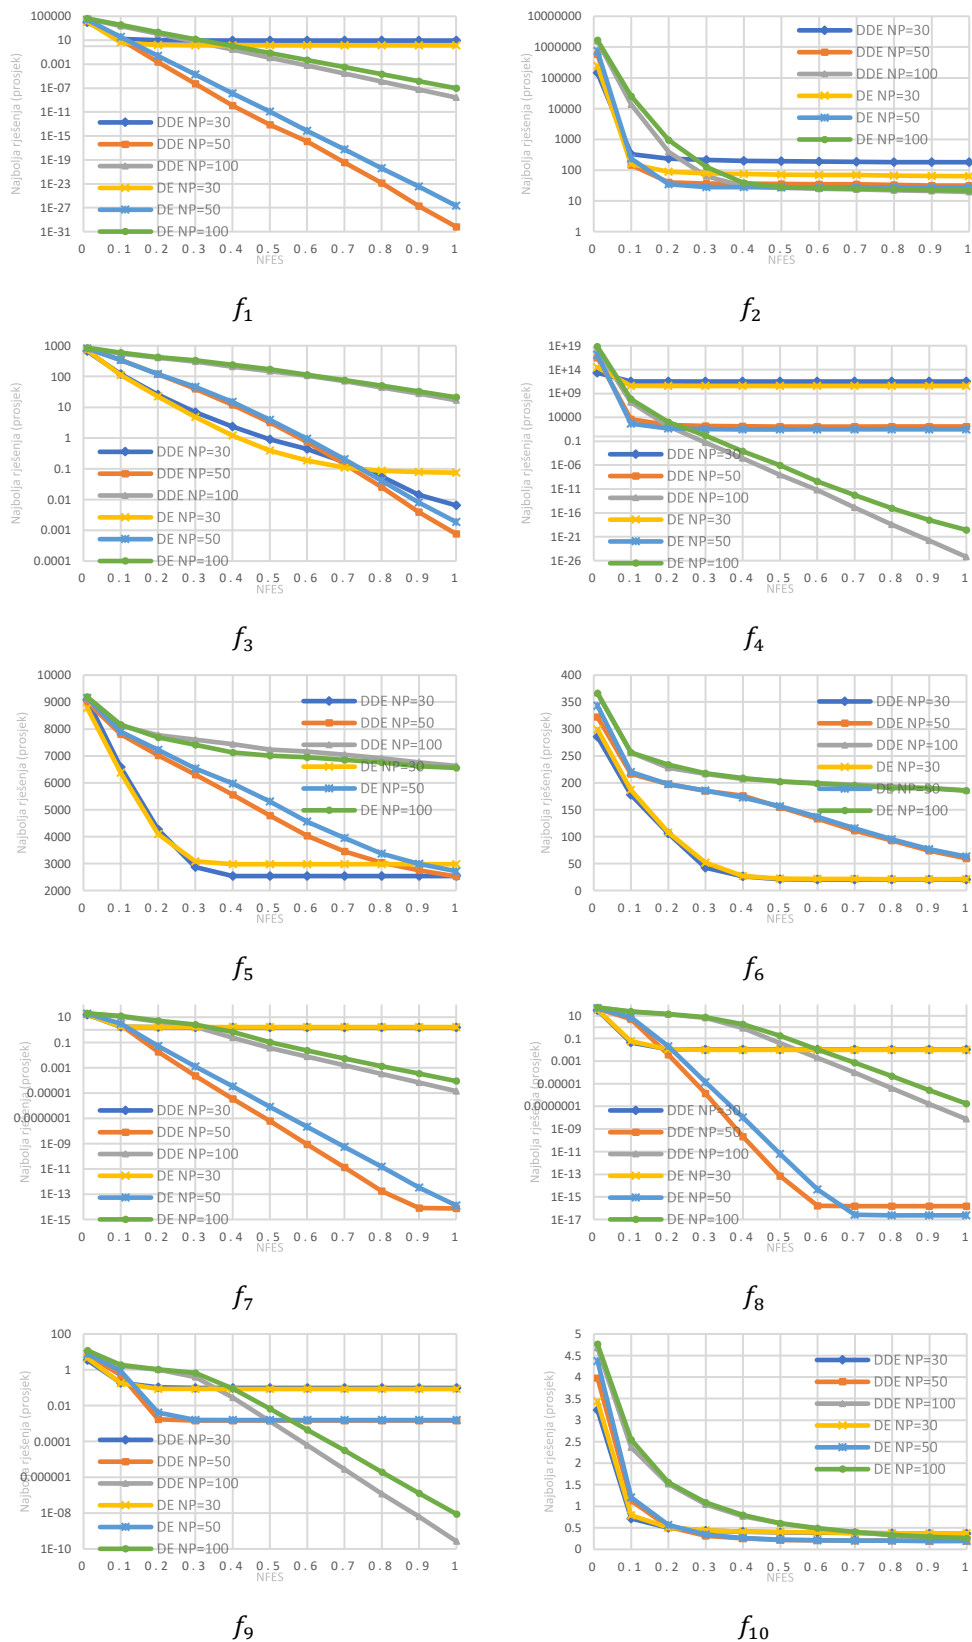 100000
10
0.001
1E-07
1E-11
1E-15
1E-19
1E-23
1E-27
1E-31
Najbolja rješenja (prosjek)
DDE NP=30
DDE NP=50
DDE NP=100
DE NP=30
DE NP=50
DE NP=100
0 0.1 0.2 0.3 0.4 0.5 0.6 0.7 0.8 0.9 1
NFES
f1
10000000
1000000
100000
10000
1000
100
10
1
Najbolja rješenja (prosjek)
DDE NP=30
DDE NP=50
DDE NP=100
DE NP=30
DE NP=50
DE NP=100
0 0.1 0.2 0.3 0.4 0.5 0.6 0.7 0.8 0.9 1
NFES
f2
1000
100
10
1
0.1
0.01
0.001
0.0001
Najbolja rješenja (prosjek)
DDE NP=30
DDE NP=50
DDE NP=100
DE NP=30
DE NP=50
DE NP=100
0 0.1 0.2 0.3 0.4 0.5 0.6 0.7 0.8 0.9 1
NFES
f3
1E+19
1E+14
1E+09
10000
0.1
1E-06
1E-11
1E-16
1E-21
1E-26
Najbolja rješenja (prosjek)
DDE NP=30
DDE NP=50
DDE NP=100
DE NP=30
DE NP=50
DE NP=100
0 0.1 0.2 0.3 0.4 0.5 0.6 0.7 0.8 0.9 1
NFES
f4
10000
9000
8000
7000
6000
5000
4000
3000
2000
Najbolja rješenja (prosjek)
DDE NP=30
DDE NP=50
DDE NP=100
DE NP=30
DE NP=50
DE NP=100
0 0.1 0.2 0.3 0.4 0.5 0.6 0.7 0.8 0.9 1
NFES
f5
400
350
300
250
200
150
100
50
0
Najbolja rješenja (prosjek)
DDE NP=30
DDE NP=50
DDE NP=100
DE NP=30
DE NP=50
DE NP=100
0 0.1 0.2 0.3 0.4 0.5 0.6 0.7 0.8 0.9 1
NFES
f6
10
0.1
0.001
0.00001
0.0000001
1E-09
1E-11
1E-13
1E-15
Najbolja rješenja (prosjek)
DDE NP=30
DDE NP=50
DDE NP=100
DE NP=30
DE NP=50
DE NP=100
0 0.1 0.2 0.3 0.4 0.5 0.6 0.7 0.8 0.9 1
NFES
f7
10
0.1
0.001
0.00001
0.0000001
1E-09
1E-11
1E-13
1E-15
1E-17
Najbolja rješenja (prosjek)
DDE NP=30
DDE NP=50
DDE NP=100
DE NP=30
DE NP=50
DE NP=100
0 0.1 0.2 0.3 0.4 0.5 0.6 0.7 0.8 0.9 1
NFES
f8
100
1
0.01
0.0001
0.000001
1E-08
1E-10
Najbolja rješenja (prosjek)
DDE NP=30
DDE NP=50
DDE NP=100
DE NP=30
DE NP=50
DE NP=100
0 0.1 0.2 0.3 0.4 0.5 0.6 0.7 0.8 0.9 1
NFES
f9
5
4.5
4
3.5
3
2.5
2
1.5
1
0.5
0
Najbolja rješenja (prosjek)
DDE NP=30
DDE NP=50
DDE NP=100
DE NP=30
DE NP=50
DE NP=100
0 0.1 0.2 0.3 0.4 0.5 0.6 0.7 0.8 0.9 1
NFES
f10